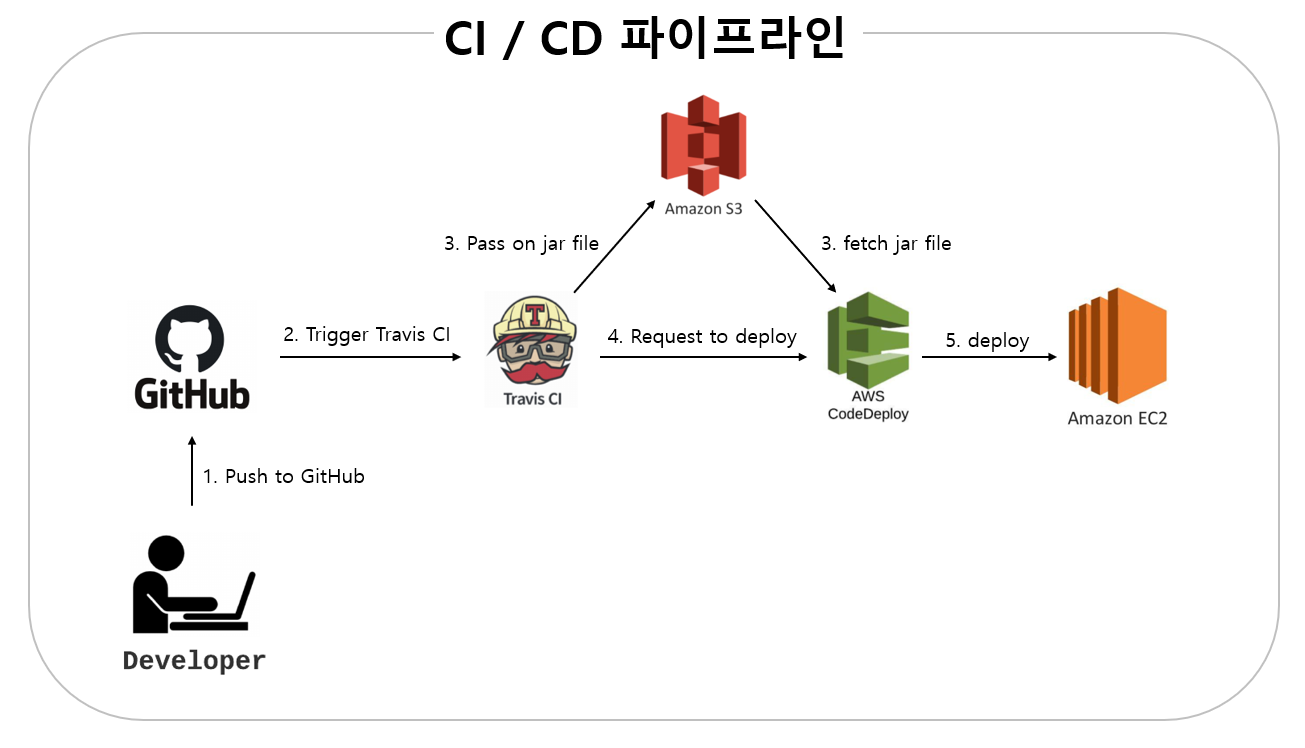 CI / CD 파이프라인
Amazon S3
3. Pass on jar file
3. fetch jar file
GitHub
2. Trigger Travis CI
T
Travis CI
4. Request to deploy
AWS
CodeDeploy
5. deploy
Amazon EC2
1. Push to GitHub
Developer